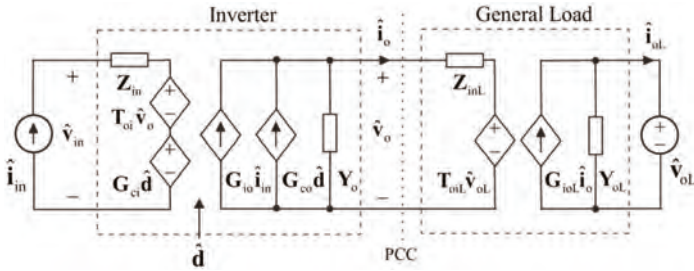 Inverter
General Load
î_o
î_oL
+
Z_in
+
Z_inL
+
−
T_oi v̂_o
v̂_in
v̂_o
+
−
+
−
î_in
+
−
v̂_oL
G_ci d̂
G_io î_in
G_co d̂
Y_o
T_oiL v̂_oL
G_ioL î_o
Y_oL
−
−
d̂
PCC